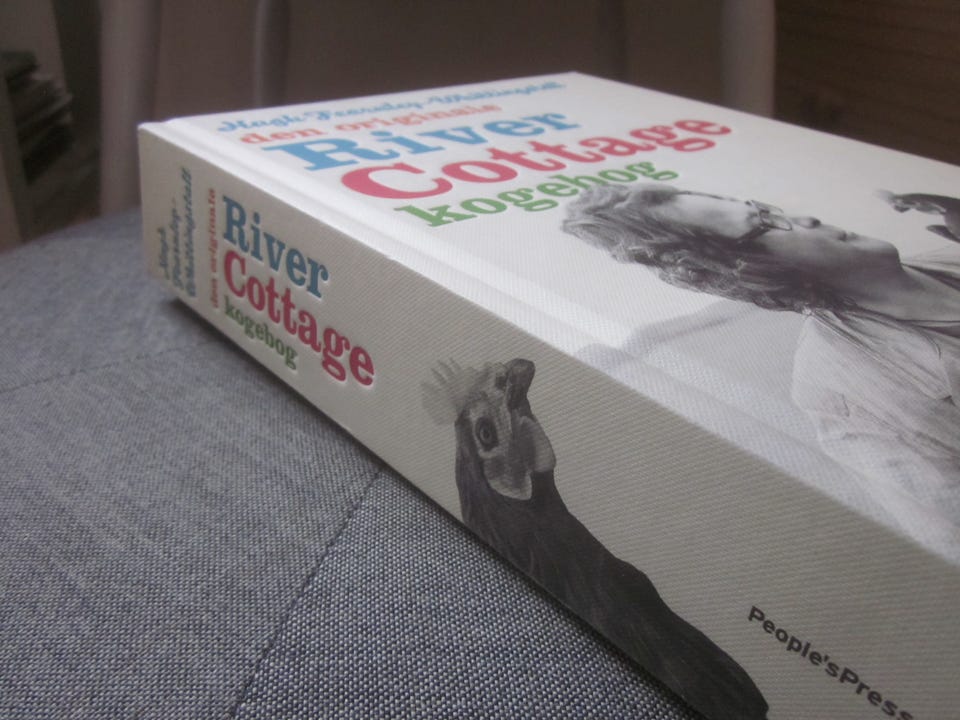 Hugh Fearnley-Whittingstall
den originale
River
Cottage
kogebog
Hugh
Fearnley-
Whittingstall
den originale
River
Cottage
kogebog
People'sPress